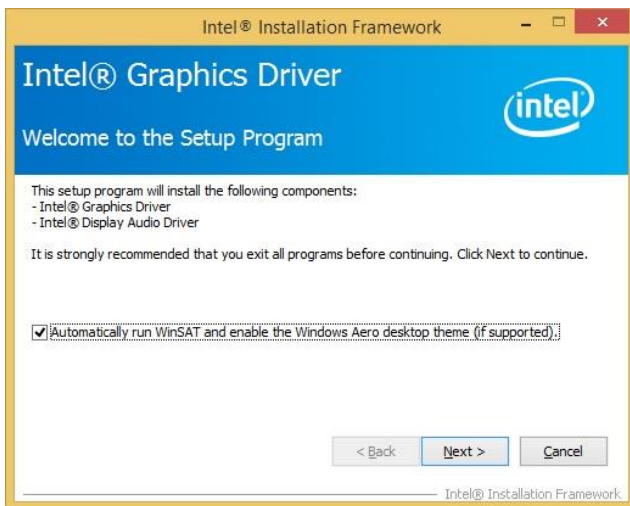 Intel® Installation Framework
Intel® Graphics Driver
intel
Welcome to the Setup Program
This setup program will install the following components:
- Intel® Graphics Driver
- Intel® Display Audio Driver
It is strongly recommended that you exit all programs before continuing. Click Next to continue.
Automatically run WinSAT and enable the Windows Aero desktop theme (if supported).
< Back
Next >
Cancel
Intel® Installation Framework